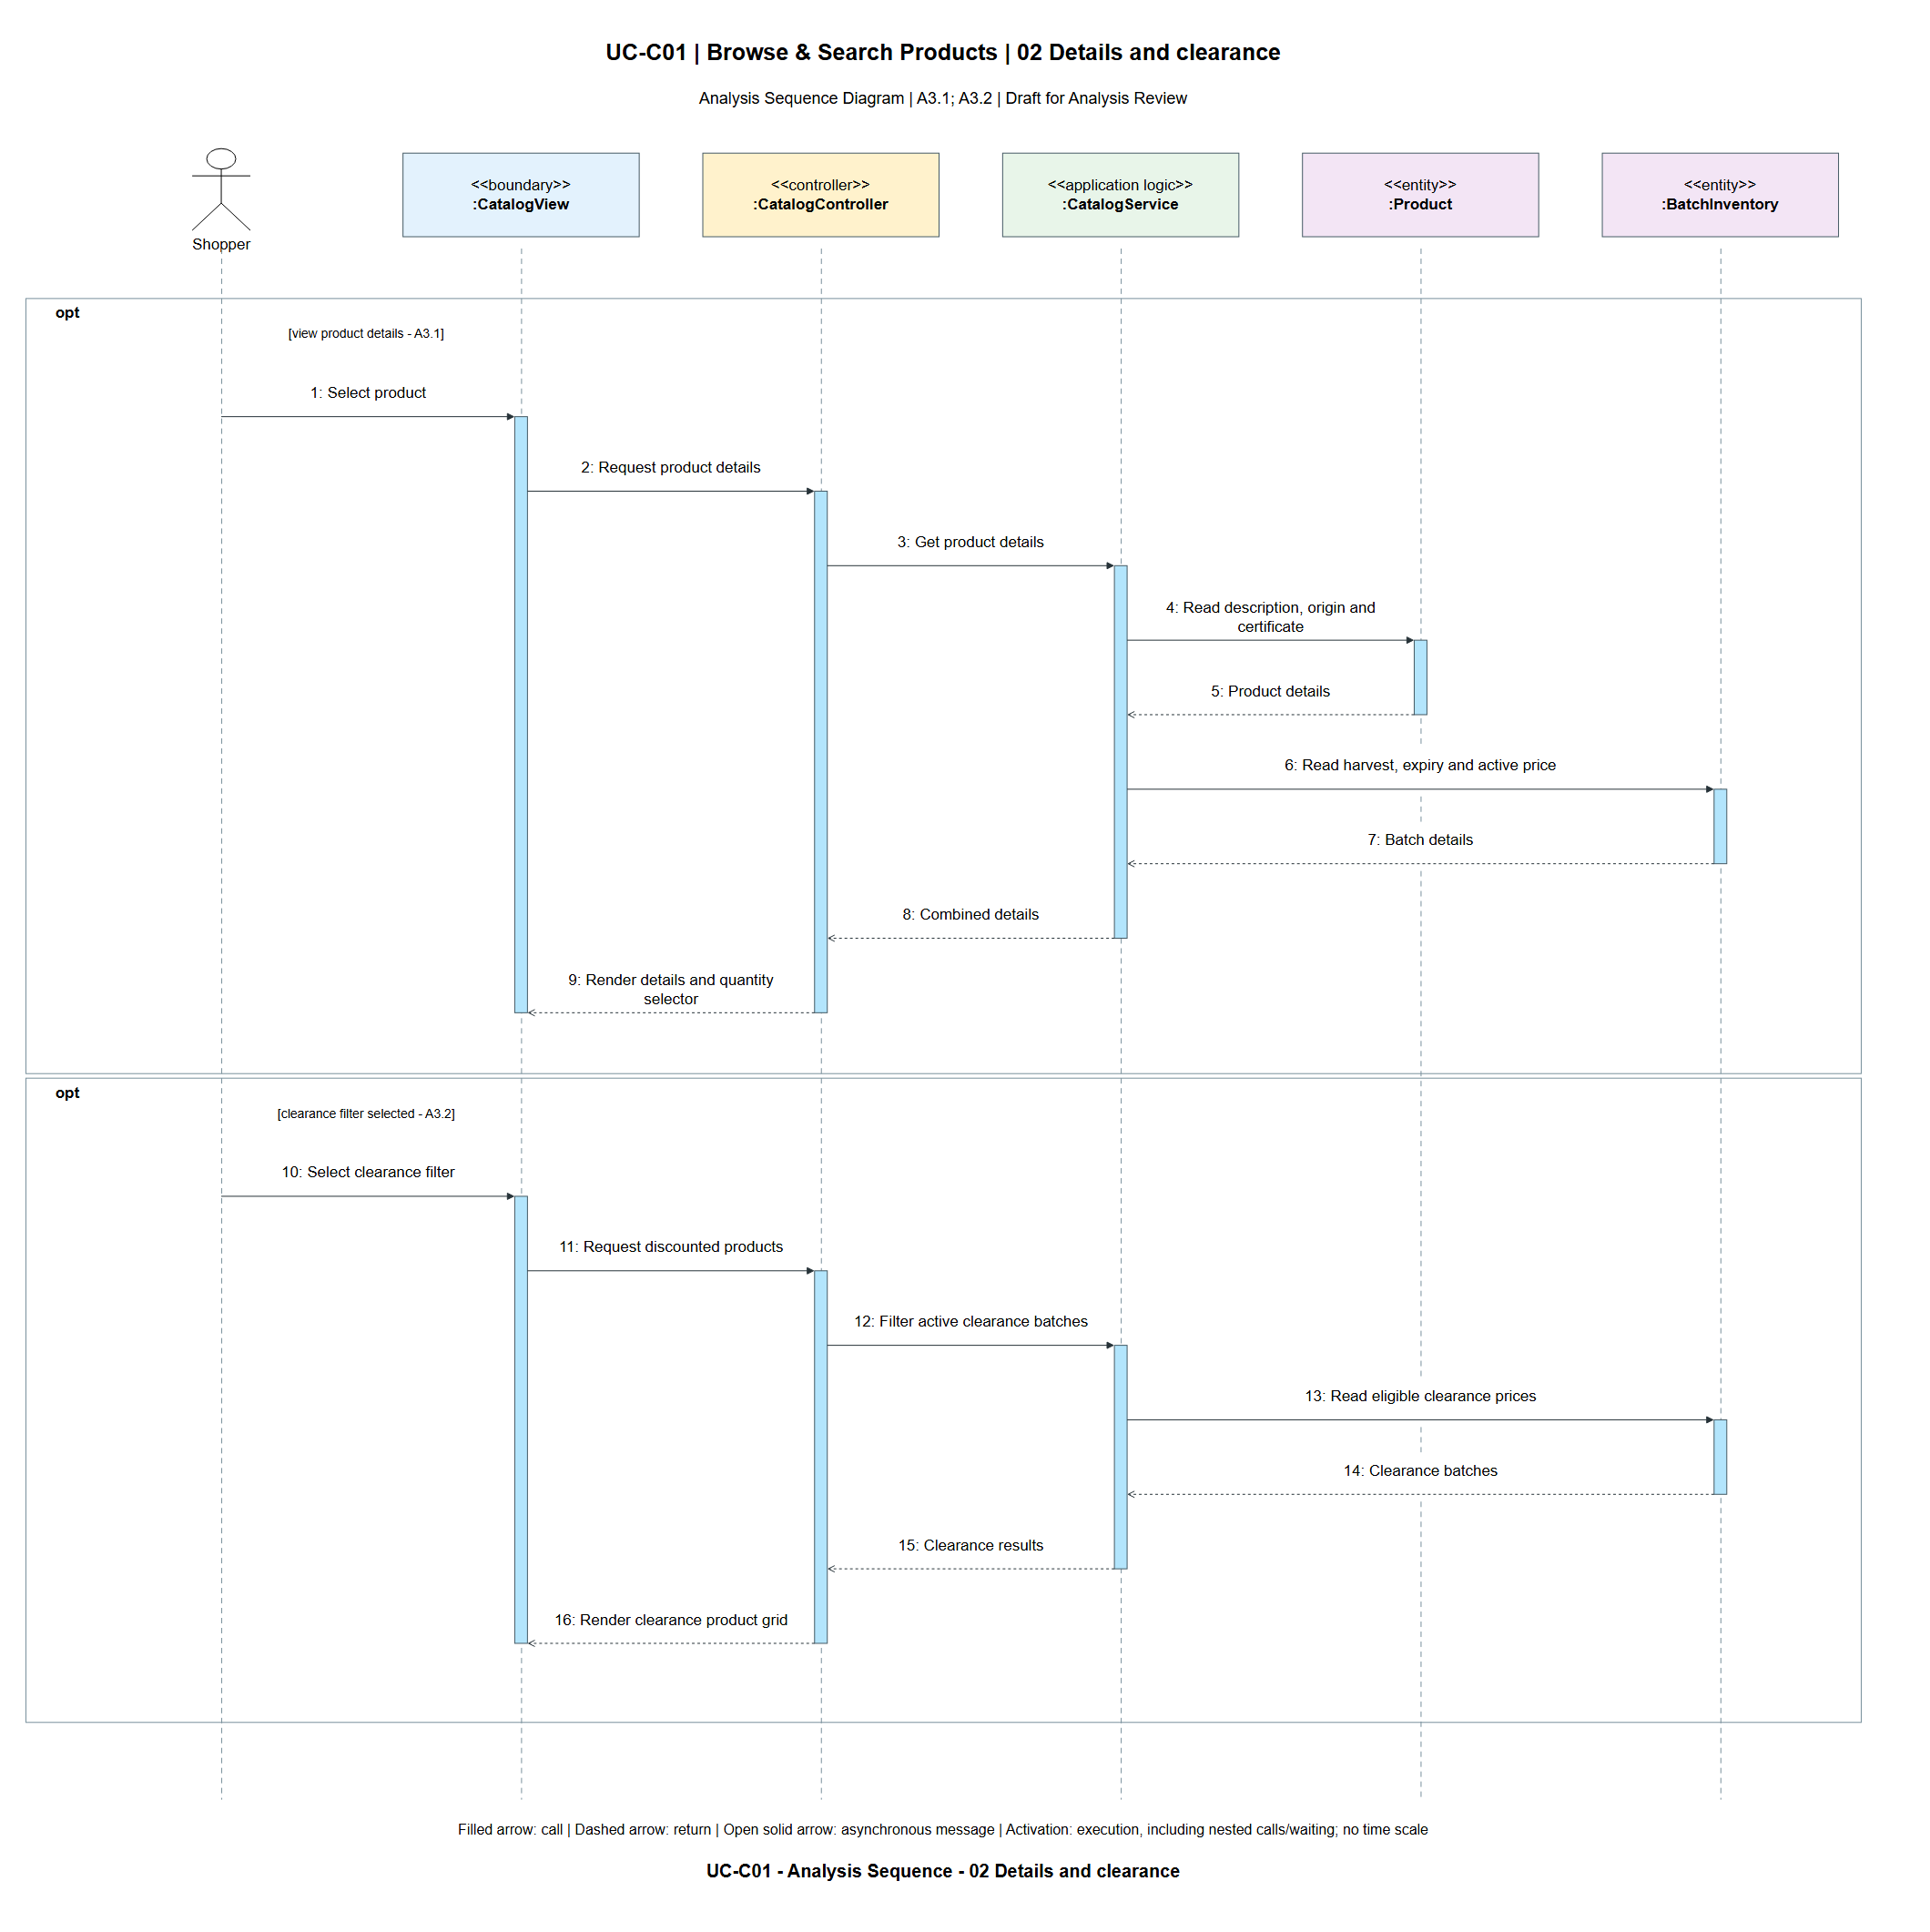 UC-C01 | Browse & Search Products | 02 Details and clearance
Analysis Sequence Diagram | A3.1; A3.2 | Draft for Analysis Review
Shopper
<<boundary>>
:CatalogView
<<controller>>
:CatalogController
<<application logic>>
:CatalogService
<<entity>>
:Product
<<entity>>
:BatchInventory
opt
[view product details - A3.1]
1: Select product
2: Request product details
3: Get product details
4: Read description, origin and
certificate
5: Product details
6: Read harvest, expiry and active price
7: Batch details
8: Combined details
9: Render details and quantity
selector
opt
[clearance filter selected - A3.2]
10: Select clearance filter
11: Request discounted products
12: Filter active clearance batches
13: Read eligible clearance prices
14: Clearance batches
15: Clearance results
16: Render clearance product grid
Filled arrow: call | Dashed arrow: return | Open solid arrow: asynchronous message | Activation: execution, including nested calls/waiting; no time scale
UC-C01 - Analysis Sequence - 02 Details and clearance